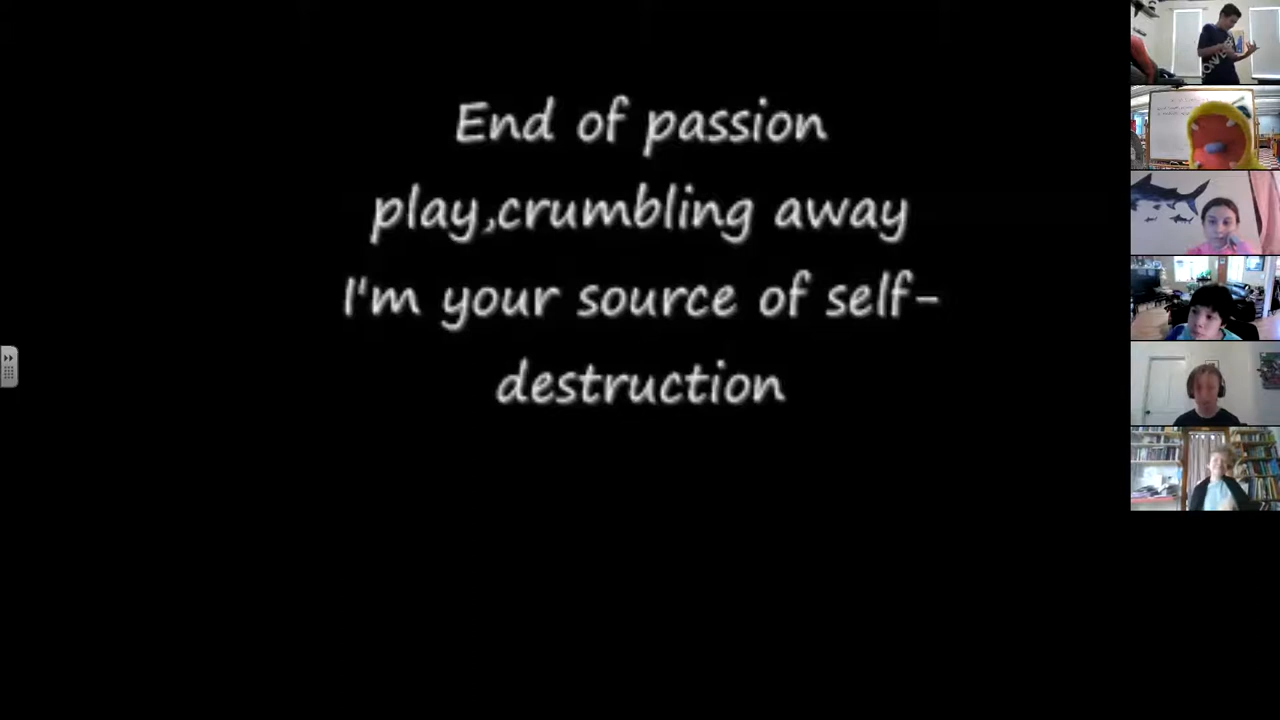 End of passion
play,crumbling away
I'm your source of self-
destruction